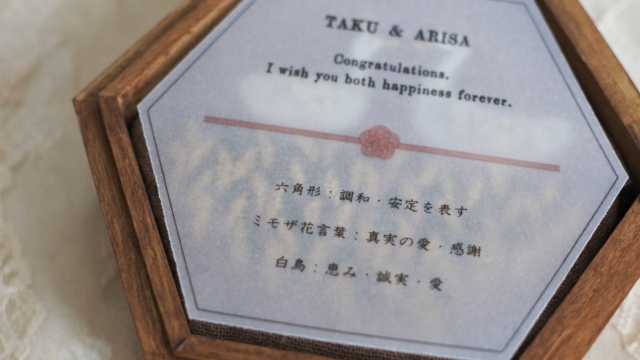 TAKU & ARISA
Congratulations.
I wish you both happiness forever.
六角形：調和・安定を表す
ミモザ花言葉：真実の愛・感謝
白鳥：恵み・誠実・愛